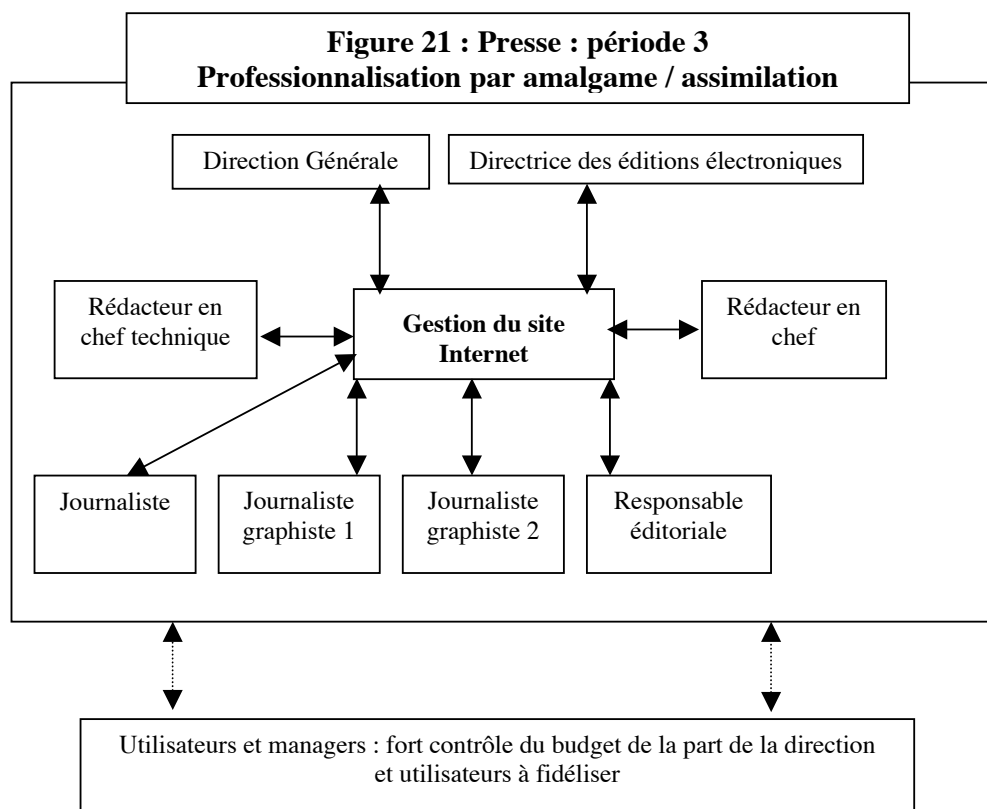 Figure 21 : Presse : période 3
Professionnalisation par amalgame / assimilation
Direction Générale
Directrice des éditions électroniques
Rédacteur en
chef technique
Gestion du site
Internet
Rédacteur en
chef
Journaliste
Journaliste
graphiste 1
Journaliste
graphiste 2
Responsable
éditoriale
Utilisateurs et managers : fort contrôle du budget de la part de la direction
et utilisateurs à fidéliser